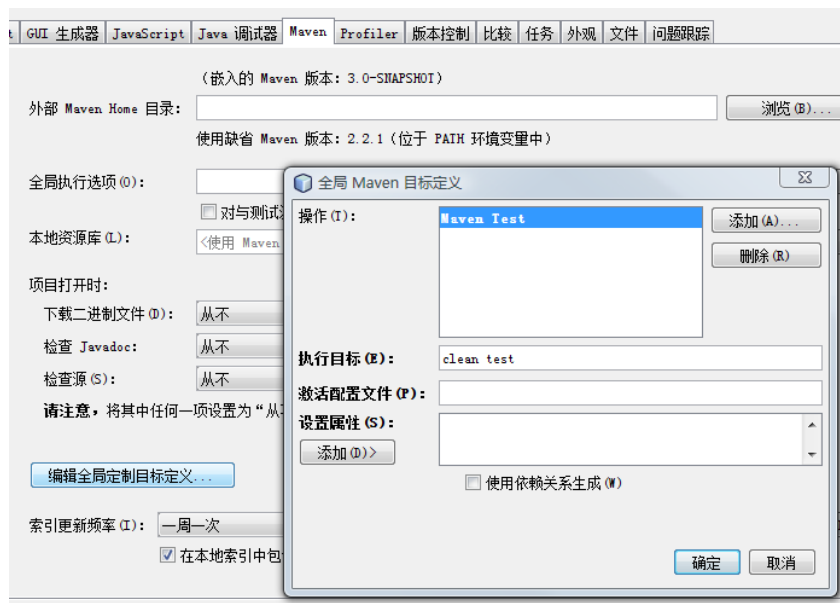 t GUI 生成器 JavaScript Java 调试器 Maven Profiler 版本控制 比较 任务 外观 文件 问题跟踪
(嵌入的 Maven 版本: 3.0-SNAPSHOT)
外部 Maven Home 目录: 浏览(B)...
使用缺省 Maven 版本: 2.2.1(位于 PATH 环境变量中)
全局执行选项(O):
对与测试
本地资源库(L): <使用 Maven
项目打开时:
下载二进制文件(D): 从不
检查 Javadoc: 从不
检查源(S): 从不
请注意，将其中任何一项设置为“从
编辑全局定制目标定义...
索引更新频率(I): 一周一次
在本地索引中包
全局 Maven 目标定义
操作(T): Maven Test 添加(A)...
删除(R)
执行目标(E): clean test
激活配置文件(P):
设置属性(S):
添加(D)>
使用依赖关系生成(W)
确定 取消